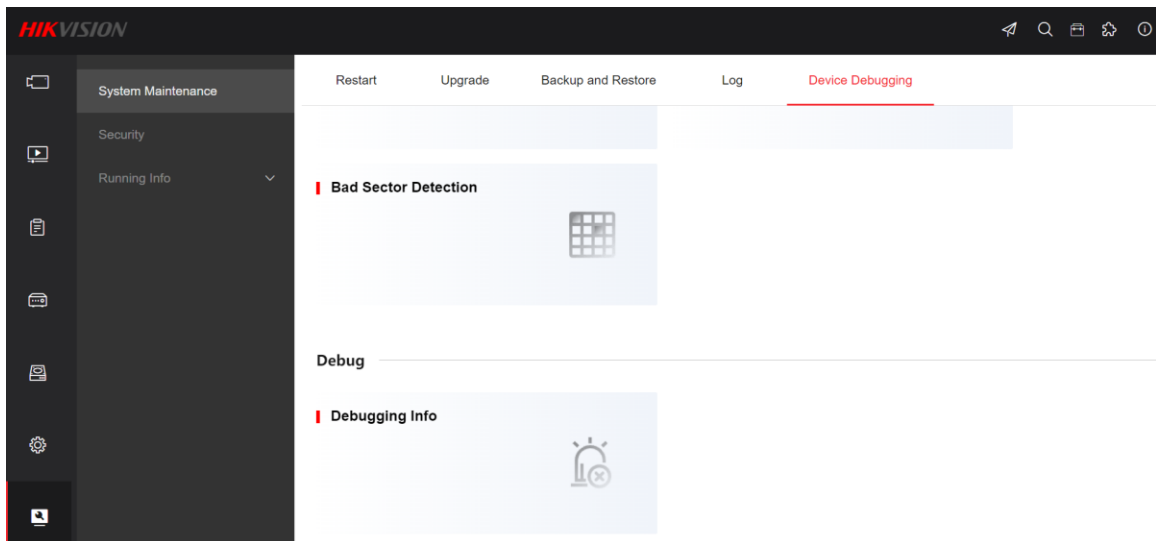 HIKVISION
System Maintenance
Security
Running Info
Restart Upgrade Backup and Restore Log Device Debugging
Bad Sector Detection
Debug
Debugging Info